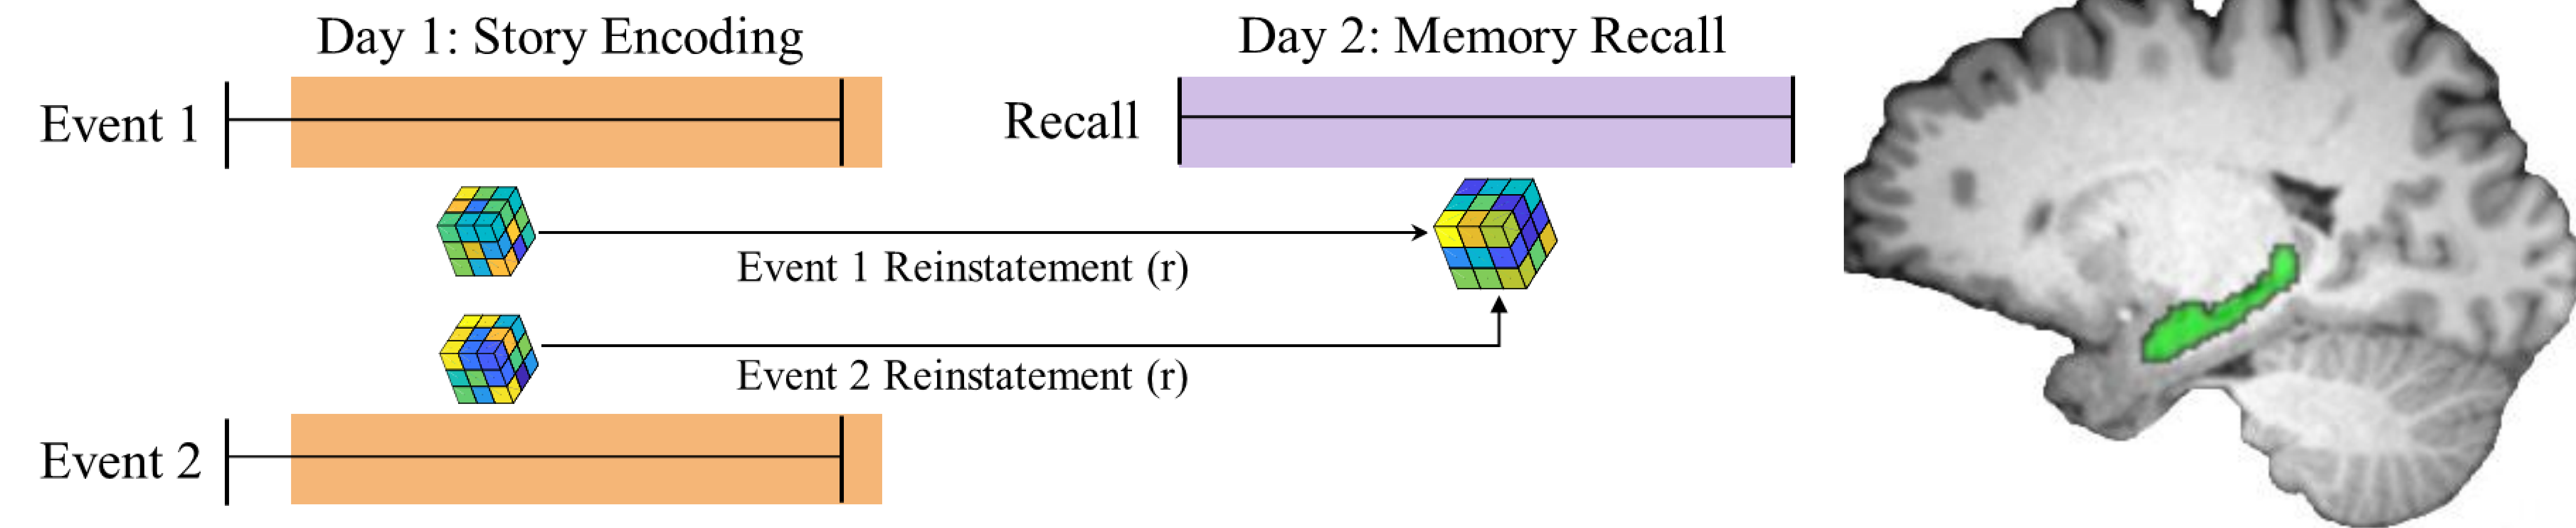 Day 1: Story Encoding
Day 2: Memory Recall
Event 1
Recall
Event 1 Reinstatement (r)
Event 2 Reinstatement (r)
Event 2